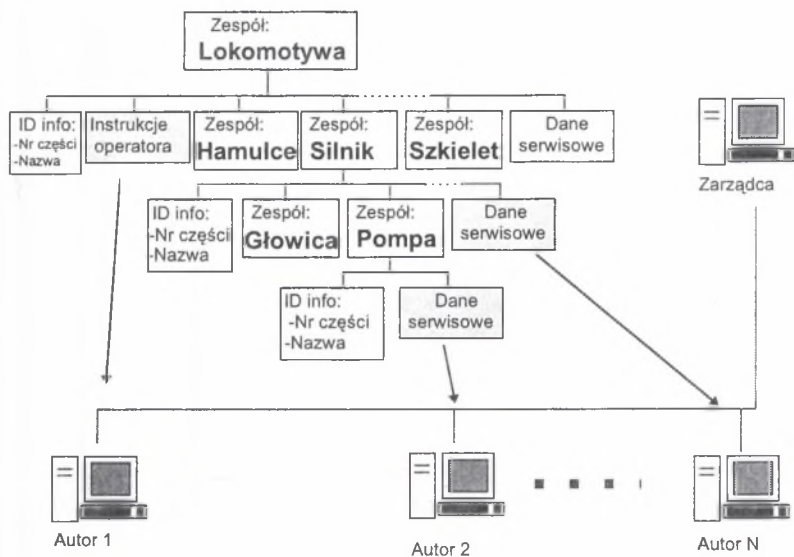 Zespół:
Lokomotywa
ID info:
-Nr części
-Nazwa
Instrukcje
operatora
Zespół:
Hamulce
Zespół:
Silnik
Zespół:
Szkielet
Dane
serwisowe
Zarządca
ID info:
-Nr części
-Nazwa
Zespół:
Głowica
Zespół:
Pompa
Dane
serwisowe
ID info:
-Nr części
-Nazwa
Dane
serwisowe
Autor 1
Autor 2
Autor N